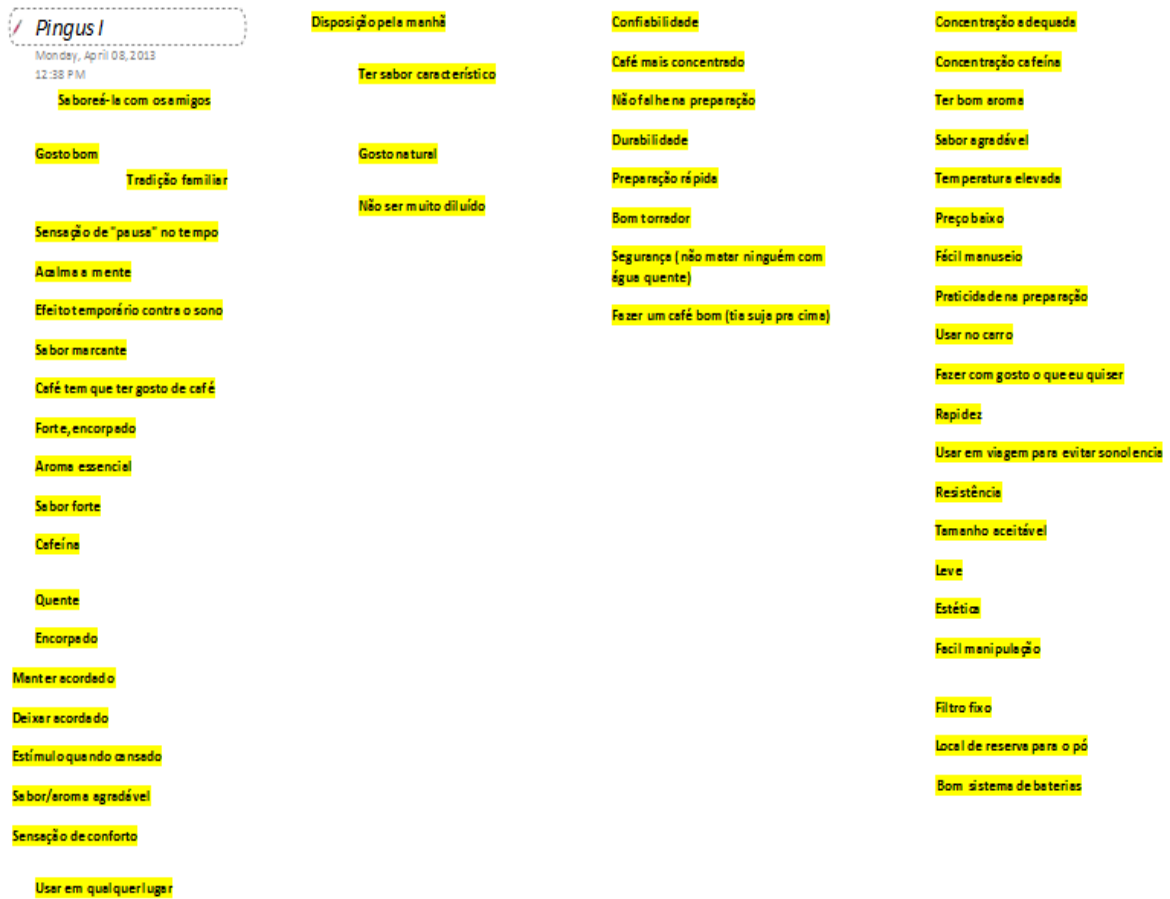 Pingus I
Monday, April 08, 2013
12:38 PM
Saboreá-la com os amigos
Gosto bom
Tradição familiar
Sensação de "pausa" no tempo
Acalma a mente
Efeito temporário contra o sono
Sabor marcante
Café tem que ter gosto de café
Forte, encorpado
Aroma essencial
Sabor forte
Cafeína
Quente
Encorpado
Manter acordado
Deixar acordado
Estímulo quando cansado
Sabor/aroma agradável
Sensação de conforto
Usar em qualquer lugar
Disposição pela manhã
Ter sabor característico
Gosto natural
Não ser muito diluído
Confiabilidade
Café mais concentrado
Não falhe na preparação
Durabilidade
Preparação rápida
Bom torrador
Segurança (não matar ninguém com
água quente)
Fazer um café bom (tia suja pra cima)
Concentração adequada
Concentração cafeína
Ter bom aroma
Sabor agradável
Temperatura elevada
Preço baixo
Fácil manuseio
Praticidade na preparação
Usar no carro
Fazer com gosto o que eu quiser
Rapidez
Usar em viagem para evitar sonolencia
Resistência
Tamanho aceitável
Leve
Estética
Facil manipulação
Filtro fixo
Local de reserva para o pó
Bom sistema de baterias